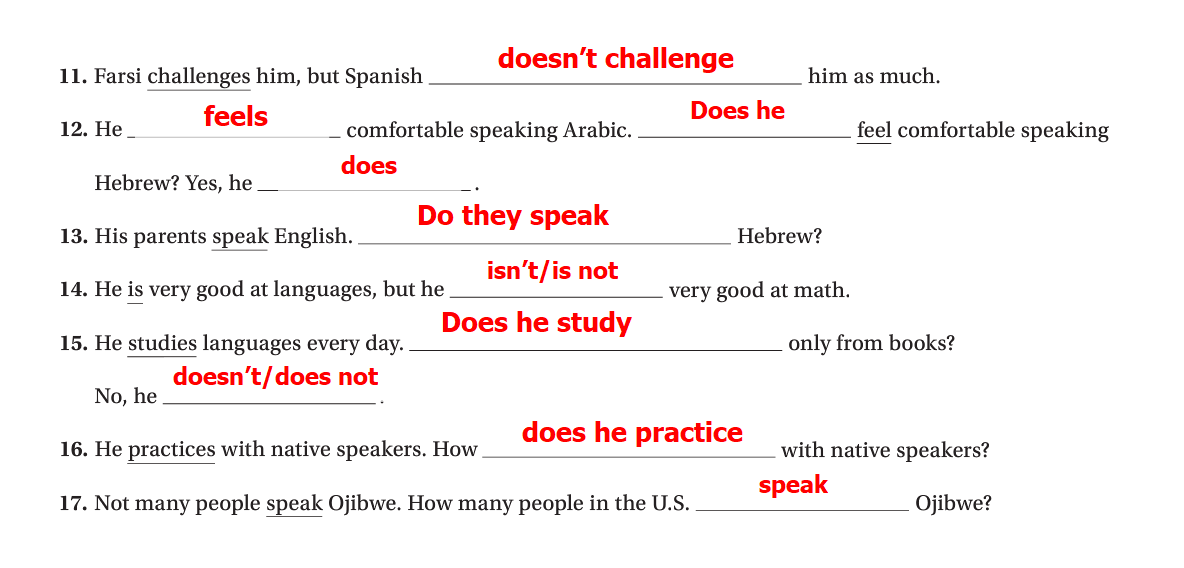 11. Farsi challenges him, but Spanish doesn’t challenge him as much.
12. He feels comfortable speaking Arabic. Does he feel comfortable speaking
Hebrew? Yes, he does.
13. His parents speak English. Do they speak Hebrew?
14. He is very good at languages, but he isn’t/is not very good at math.
15. He studies languages every day. Does he study only from books?
No, he doesn’t/does not.
16. He practices with native speakers. How does he practice with native speakers?
17. Not many people speak Ojibwe. How many people in the U.S. speak Ojibwe?